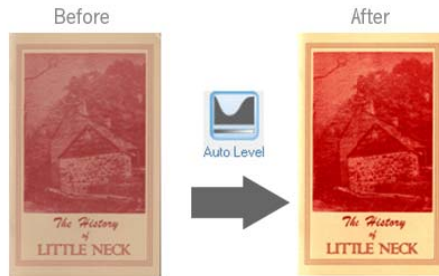 Before
After
Auto Level
The History
of
LITTLE NECK
The History
of
LITTLE NECK